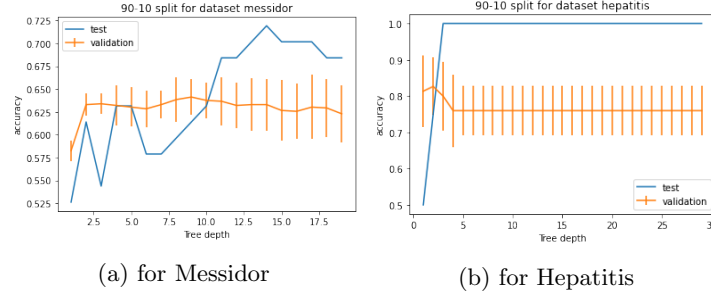 90-10 split for dataset messidor
0.725
0.700
0.675
0.650
0.625
0.600
0.575
0.550
0.525
accuracy
test
validation
2.5 5.0 7.5 10.0 12.5 15.0 17.5
Tree depth
(a) for Messidor
90-10 split for dataset hepatitis
1.0
0.9
0.8
0.7
0.6
0.5
accuracy
test
validation
0 5 10 15 20 25
Tree depth
(b) for Hepatitis